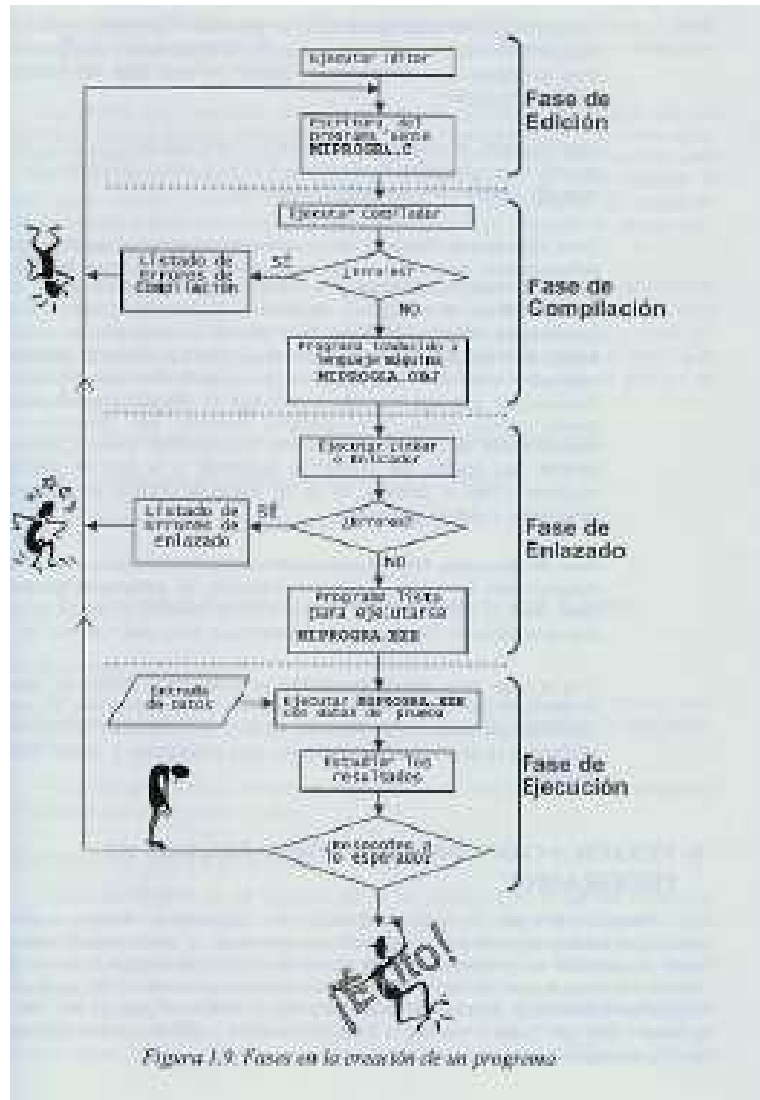 Ejecutar Editor
Escritura del
programa
MIPROGRA.C
Fase de
Edición
Ejecutar Compilador
¿Errores?
SÍ
Listado de
errores de
Compilación
NO
Programa traducido a
lenguaje máquina
MIPROGRA.OBJ
Fase de
Compilación
Ejecutar Linker
o Enlazador
¿Errores?
SÍ
Listado de
errores de
enlazado
NO
Programa listo
para ejecutarse
MIPROGRA.EXE
Fase de
Enlazado
Entrada
de datos
Ejecutar MIPROGRA.EXE
con datos de prueba
Estudiar los
resultados
¿Responden a
lo esperado?
Fase de
Ejecución
¡ÉXITO!
Figura 1.9. Fases en la creación de un programa